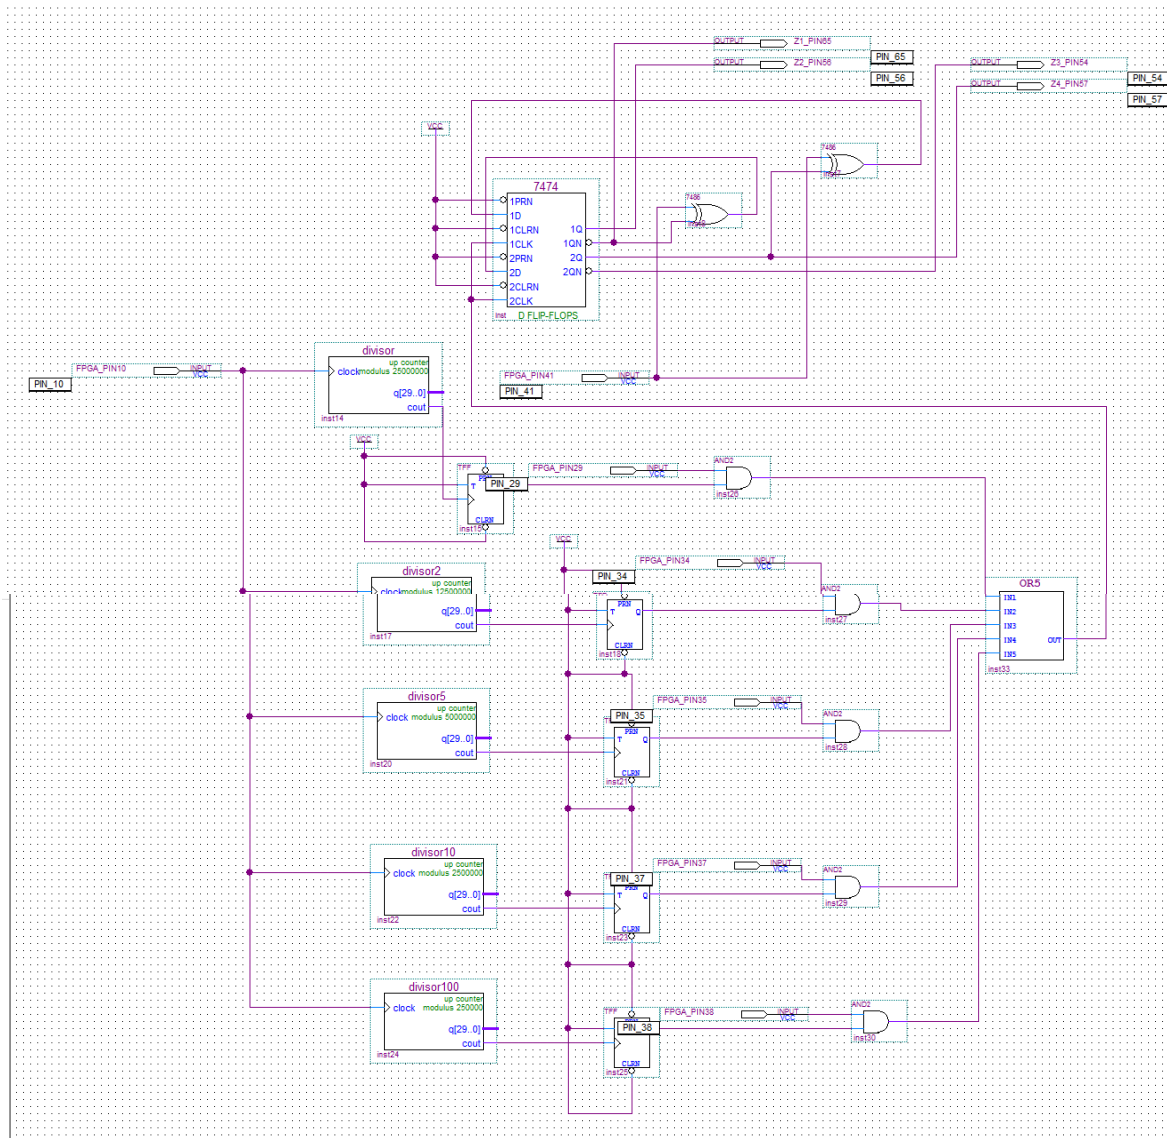 OUTPUT Z1_PIN65
PIN_65
OUTPUT Z2_PIN56
PIN_56
OUTPUT Z3_PIN54
PIN_54
OUTPUT Z4_PIN57
PIN_57
VCC
7486
7486
7474
1PRN
1D
1CLRN
1CLK
2PRN
2D
2CLRN
2CLK
1Q
1QN
2Q
2QN
inst
D FLIP-FLOPS
FPGA_PIN10 INPUT
VCC
PIN_10
divisor
up counter
clock modulus 25000000
q[29..0]
cout
inst14
FPGA_PIN41 INPUT
VCC
PIN_41
VCC
TFF
T
CLRN
inst15
PIN_29
FPGA_PIN29 INPUT
VCC
AND2
inst26
VCC
divisor2
up counter
clock modulus 12500000
q[29..0]
cout
inst17
PIN_34
FPGA_PIN34 INPUT
VCC
PRN
T Q
inst18
AND2
inst27
OR5
IN1
IN2
IN3
IN4
IN5
OUT
inst33
divisor5
up counter
clock modulus 5000000
q[29..0]
cout
inst20
PIN_35
FPGA_PIN35 INPUT
VCC
PRN
T Q
CLRN
inst21
AND2
inst28
divisor10
up counter
clock modulus 2500000
q[29..0]
cout
inst22
PIN_37
FPGA_PIN37 INPUT
VCC
PRN
T Q
CLRN
inst23
AND2
inst29
divisor100
up counter
clock modulus 250000
q[29..0]
cout
inst24
TFF
PIN_38
FPGA_PIN38 INPUT
VCC
CLRN
inst25
AND2
inst30